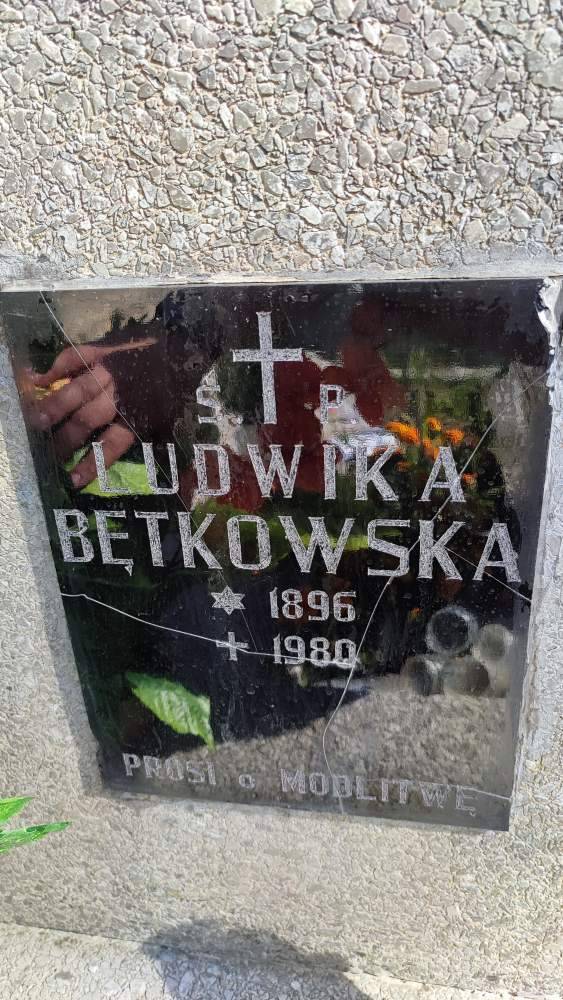 Ś P
LUDWIKA
BĘTKOWSKA
1896
1980
PROSI o MODLITWĘ